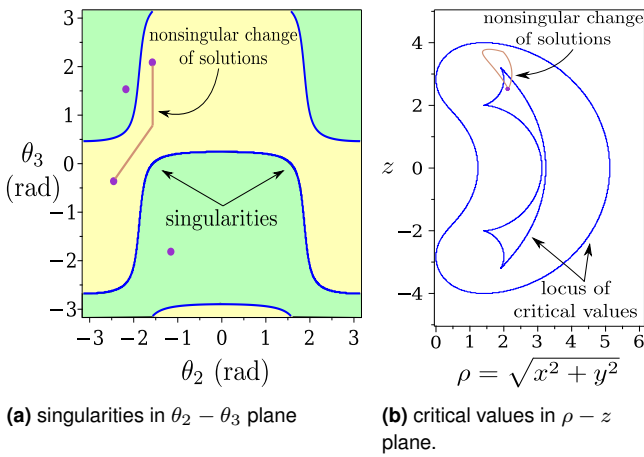 3
2
1
0
−1
−2
−3
θ₃
(rad)
nonsingular change
of solutions
singularities
−3 −2 −1 0 1 2 3
θ₂ (rad)
(a) singularities in θ₂ − θ₃ plane
4
2
0
−2
−4
z
nonsingular change
of solutions
locus of
critical values
0 1 2 3 4 5 6
ρ = √x² + y²
(b) critical values in ρ − z
plane.